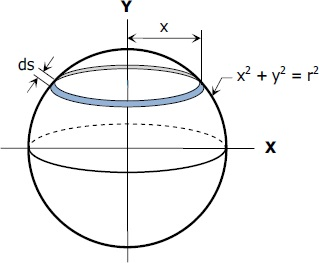 Y
x
ds
x² + y² = r²
X